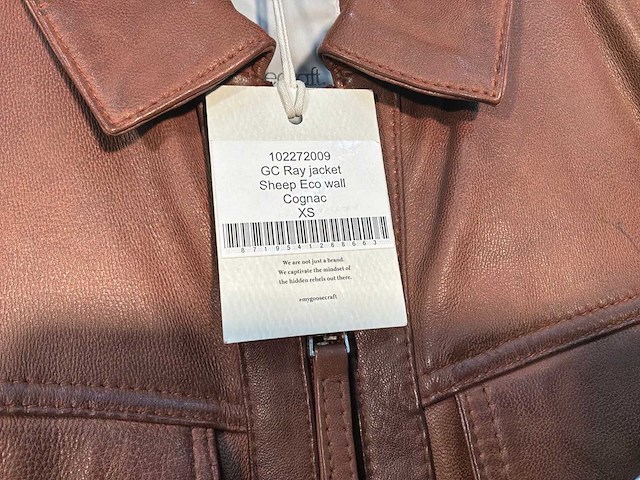 102272009
GC Ray jacket
Sheep Eco wall
Cognac
XS
8719541266663
We are not just a brand.
We captivate the mindset of
the hidden rebels out there.
#mygoosecraft